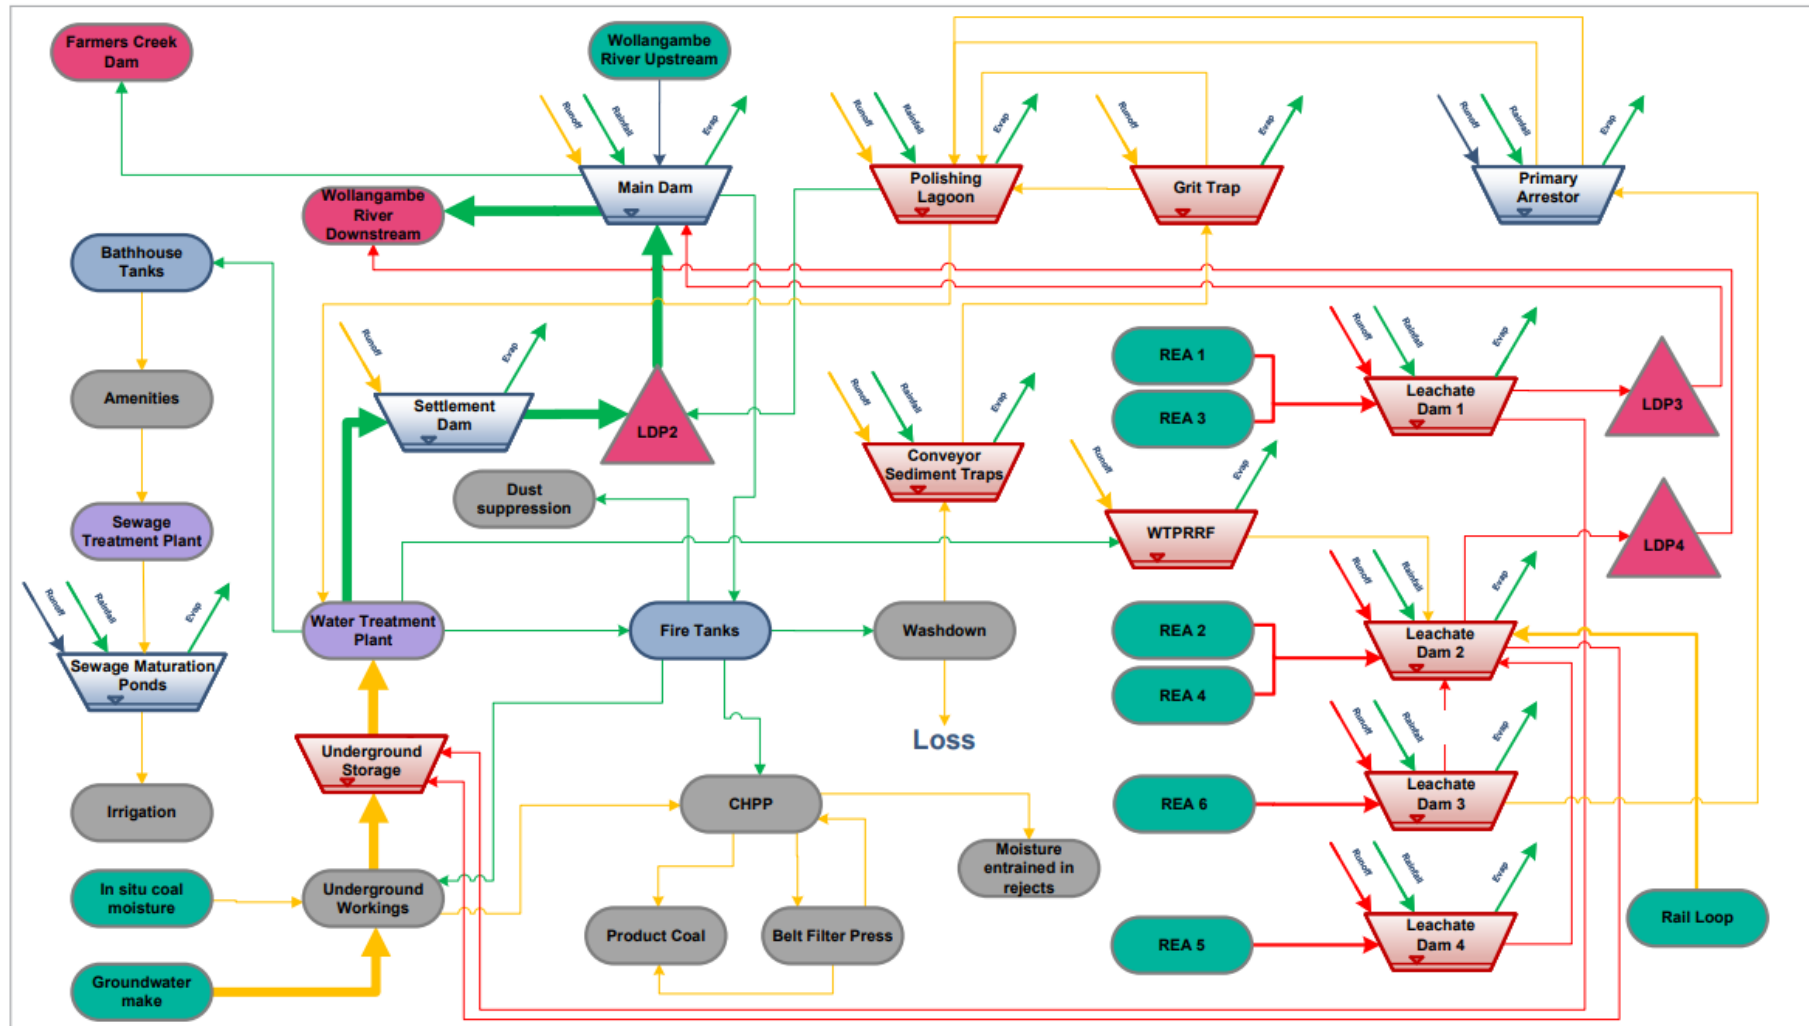 Farmers Creek
Dam
Wollangambe
River Upstream
Runoff
Rainfall
Evap
Runoff
Rainfall
Evap
Runoff
Evap
Runoff
Rainfall
Evap
Main Dam
Polishing
Lagoon
Grit Trap
Primary
Arrestor
Wollangambe
River
Downstream
Bathhouse
Tanks
Runoff
Evap
Runoff
Rainfall
Evap
REA 1
Leachate
Dam 1
LDP3
REA 3
Amenities
Settlement
Dam
LDP2
Runoff
Rainfall
Evap
Conveyor
Sediment Traps
Runoff
Evap
Dust
suppression
Sewage
Treatment Plant
WTPRRF
LDP4
Runoff
Rainfall
Evap
Runoff
Rainfall
Evap
Water Treatment
Plant
Fire Tanks
Washdown
REA 2
Leachate
Dam 2
REA 4
Sewage Maturation
Ponds
Loss
Underground
Storage
Runoff
Rainfall
Evap
Irrigation
CHPP
REA 6
Leachate
Dam 3
Moisture
entrained in
rejects
Runoff
Rainfall
Evap
In situ coal
moisture
Underground
Workings
Product Coal
Belt Filter Press
REA 5
Leachate
Dam 4
Rail Loop
Groundwater
make